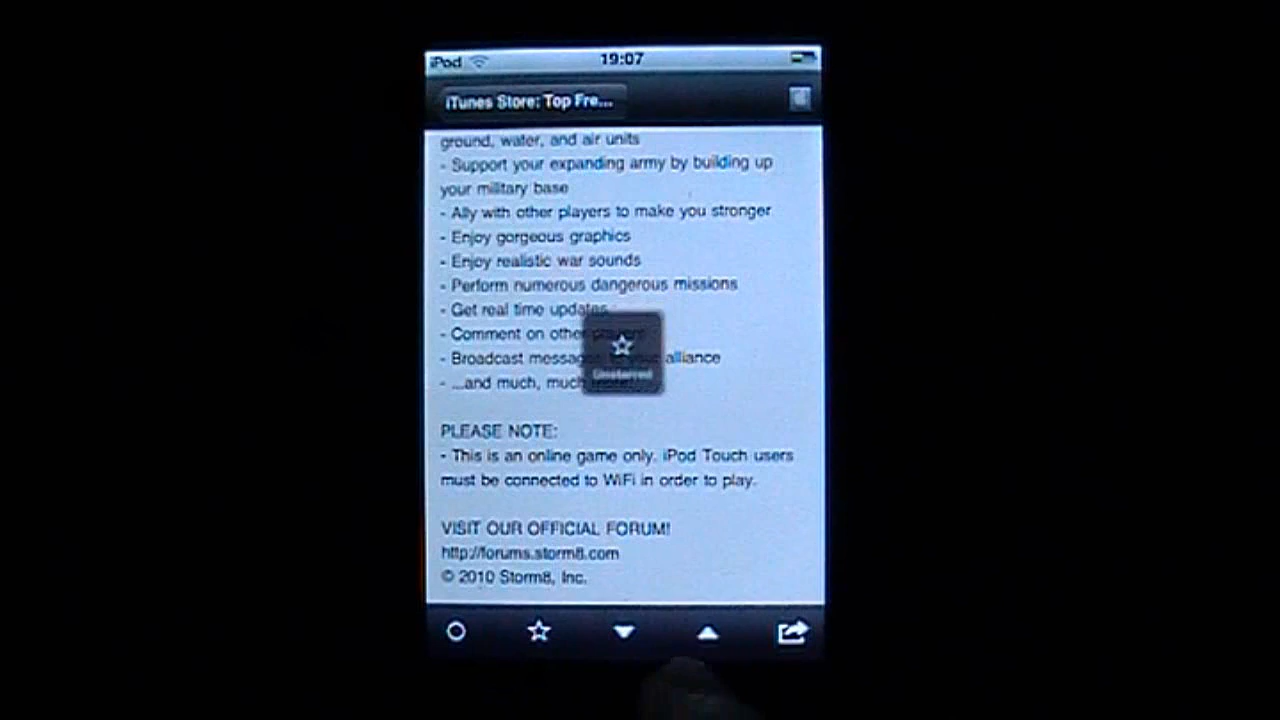 iPod
19:07
iTunes Store: Top Fre...
ground, water, and air units
- Support your expanding army by building up
your military base
- Ally with other players to make you stronger
- Enjoy gorgeous graphics
- Enjoy realistic war sounds
- Perform numerous dangerous missions
- Get real time updates
- Comment on other players
Unstarred
- Broadcast messages to your alliance
- ...and much, much more!
PLEASE NOTE:
- This is an online game only. iPod Touch users
must be connected to WiFi in order to play.
VISIT OUR OFFICIAL FORUM!
http://forums.storm8.com
© 2010 Storm8, Inc.